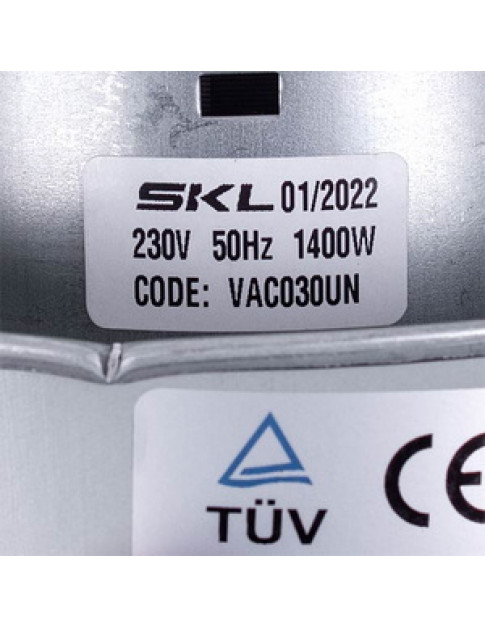 SKL 01/2022
230V 50Hz 1400W
CODE: VAC030UN
TÜV CE